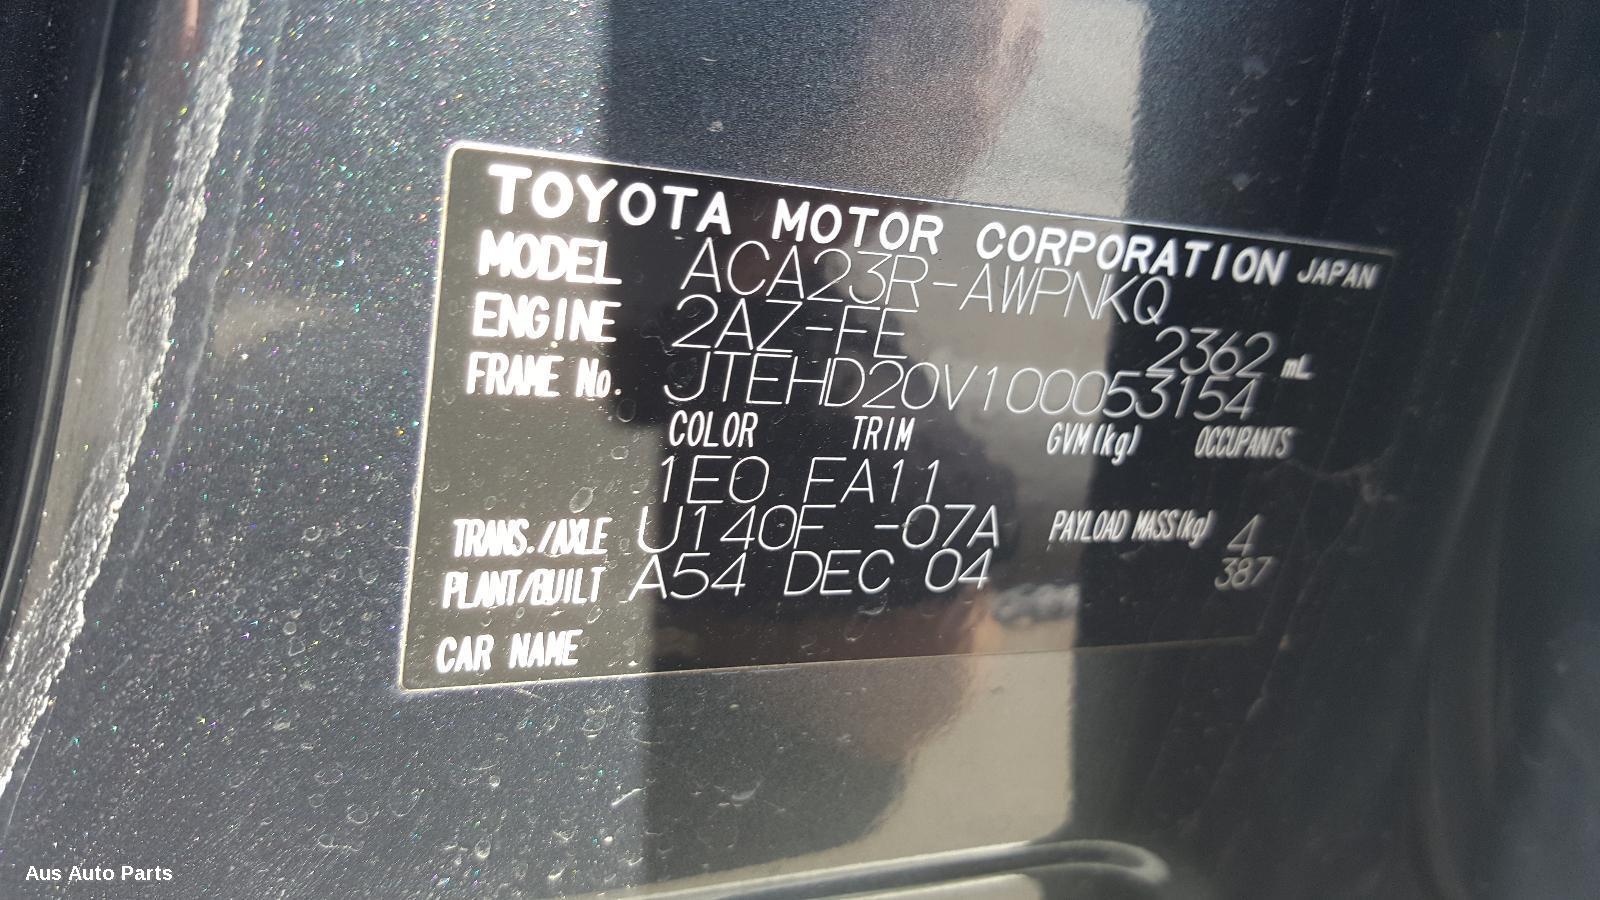 TOYOTA MOTOR CORPORATION JAPAN
MODEL ACA23R-AWPNKQ
ENGINE 2AZ-FE 2362 mL
FRAME No. JTEHD20V100053154
COLOR TRIM GVM(kg) OCCUPANTS
1E0 FA11
TRANS./AXLE U140F -07A PAYLOAD MASS(kg) 4
PLANT/BUILT A54 DEC 04 387
CAR NAME
Aus Auto Parts